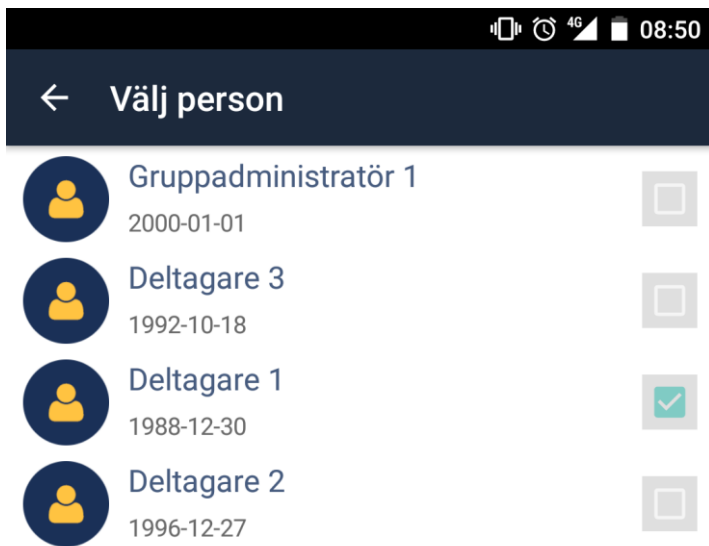 4G 08:50
Välj person
Gruppadministratör 1
2000-01-01
Deltagare 3
1992-10-18
Deltagare 1
1988-12-30
Deltagare 2
1996-12-27